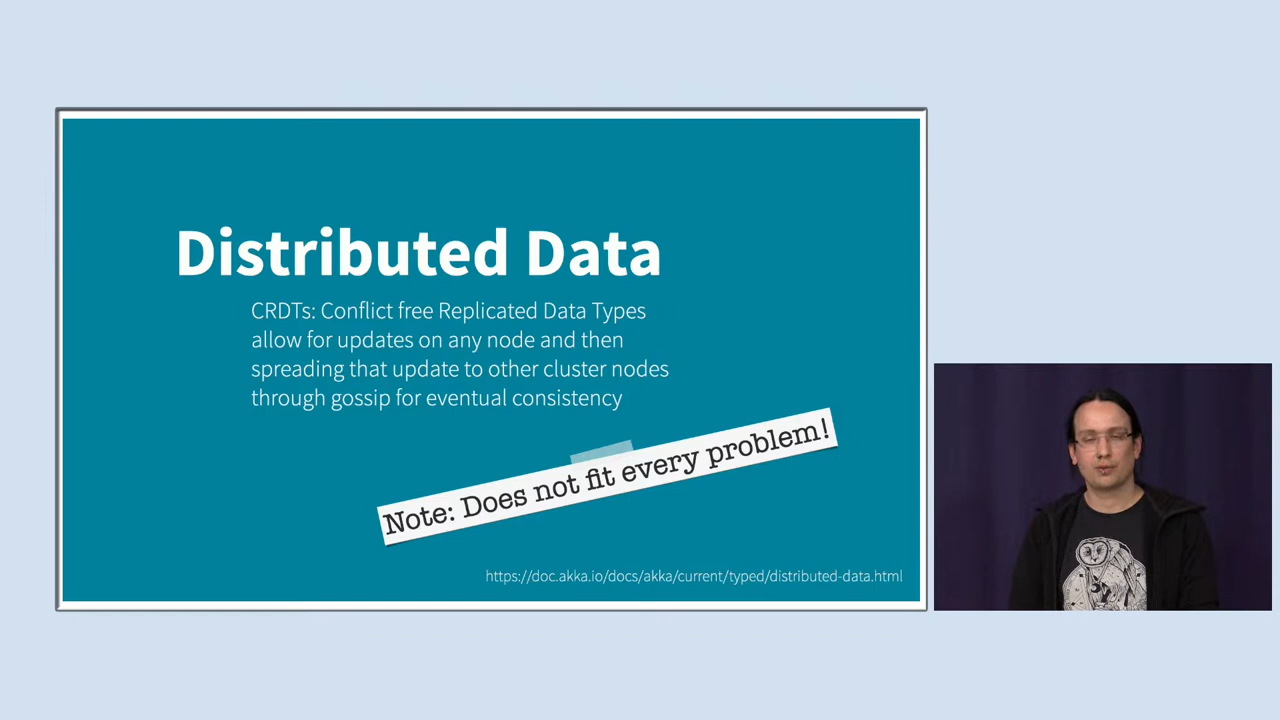 Distributed Data
CRDTs: Conflict free Replicated Data Types
allow for updates on any node and then
spreading that update to other cluster nodes
through gossip for eventual consistency
Note: Does not fit every problem!
https://doc.akka.io/docs/akka/current/typed/distributed-data.html